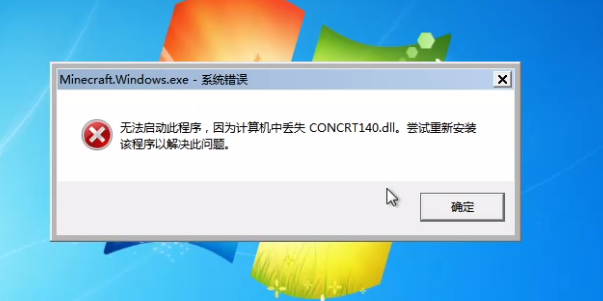 Minecraft.Windows.exe - 系统错误
无法启动此程序，因为计算机中丢失 CONCRT140.dll。尝试重新安装
该程序以解决此问题。
确定